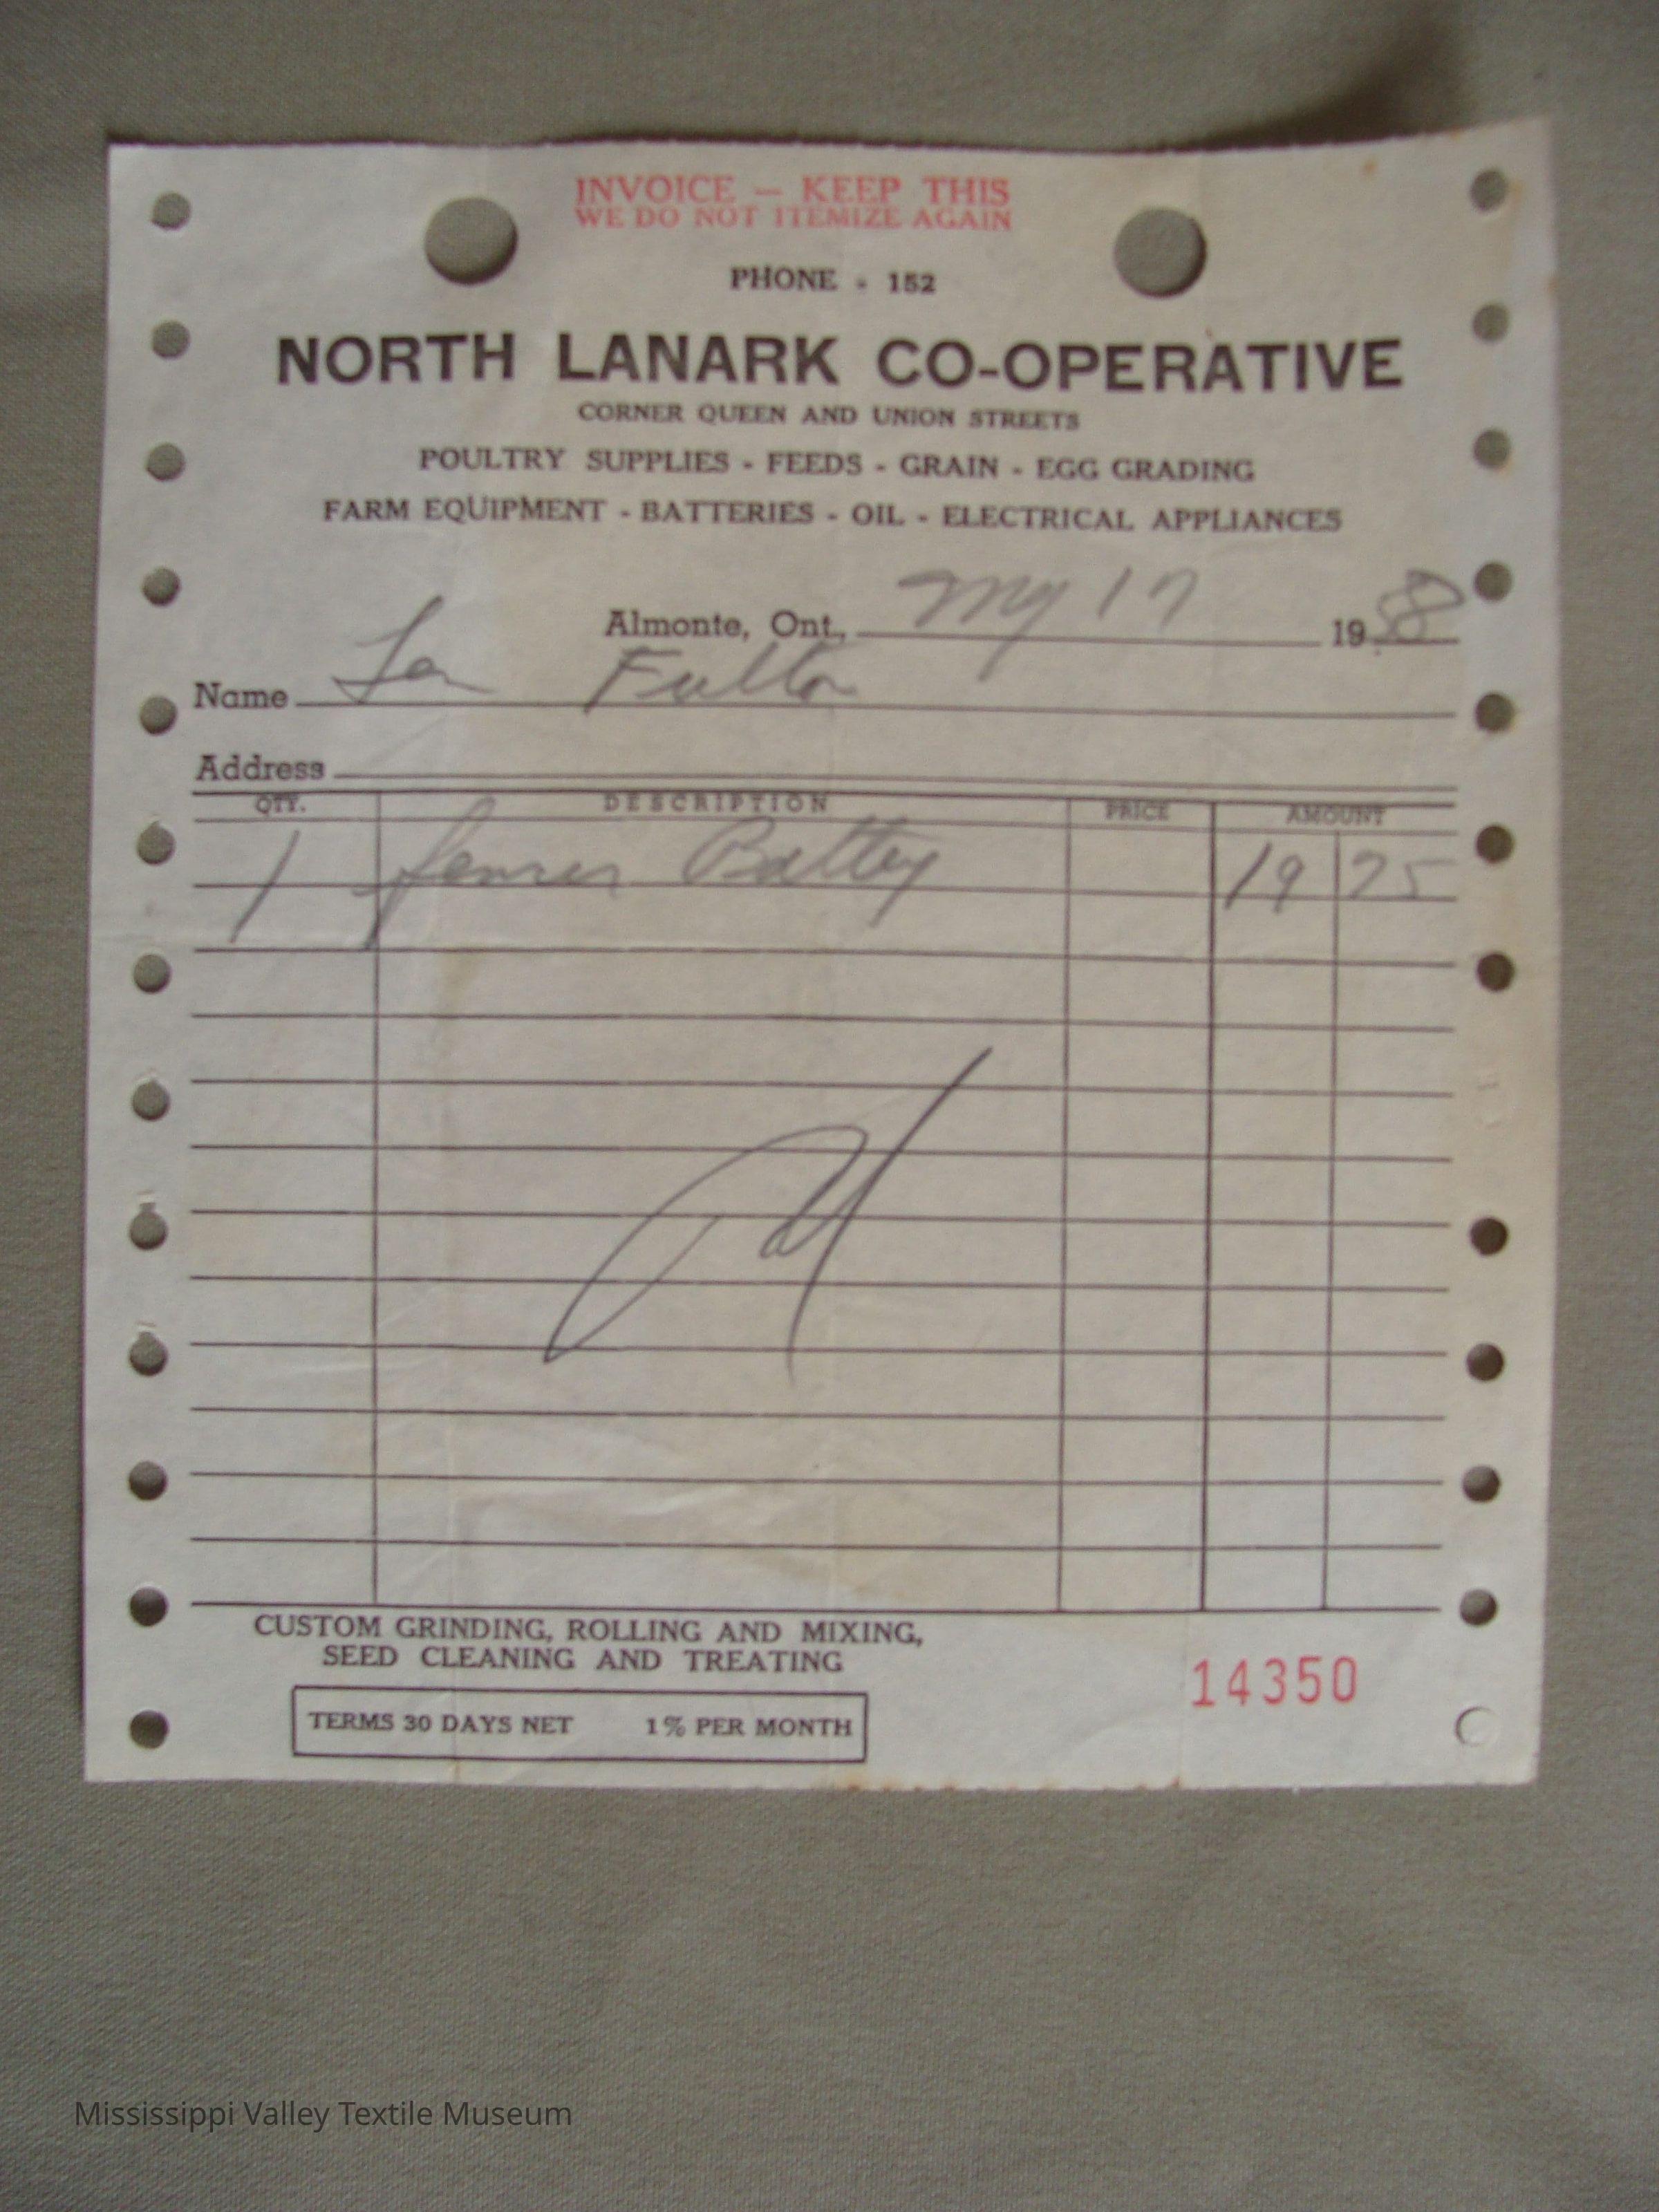 INVOICE — KEEP THIS
WE DO NOT ITEMIZE AGAIN
PHONE - 152
NORTH LANARK CO-OPERATIVE
CORNER QUEEN AND UNION STREETS
POULTRY SUPPLIES - FEEDS - GRAIN - EGG GRADING
FARM EQUIPMENT - BATTERIES - OIL - ELECTRICAL APPLIANCES
Almonte, Ont., My 17 1958
Name Fulton
Address
QTY. DESCRIPTION PRICE AMOUNT
1 19 75
CUSTOM GRINDING, ROLLING AND MIXING,
SEED CLEANING AND TREATING
14350
TERMS 30 DAYS NET 1% PER MONTH
Mississippi Valley Textile Museum